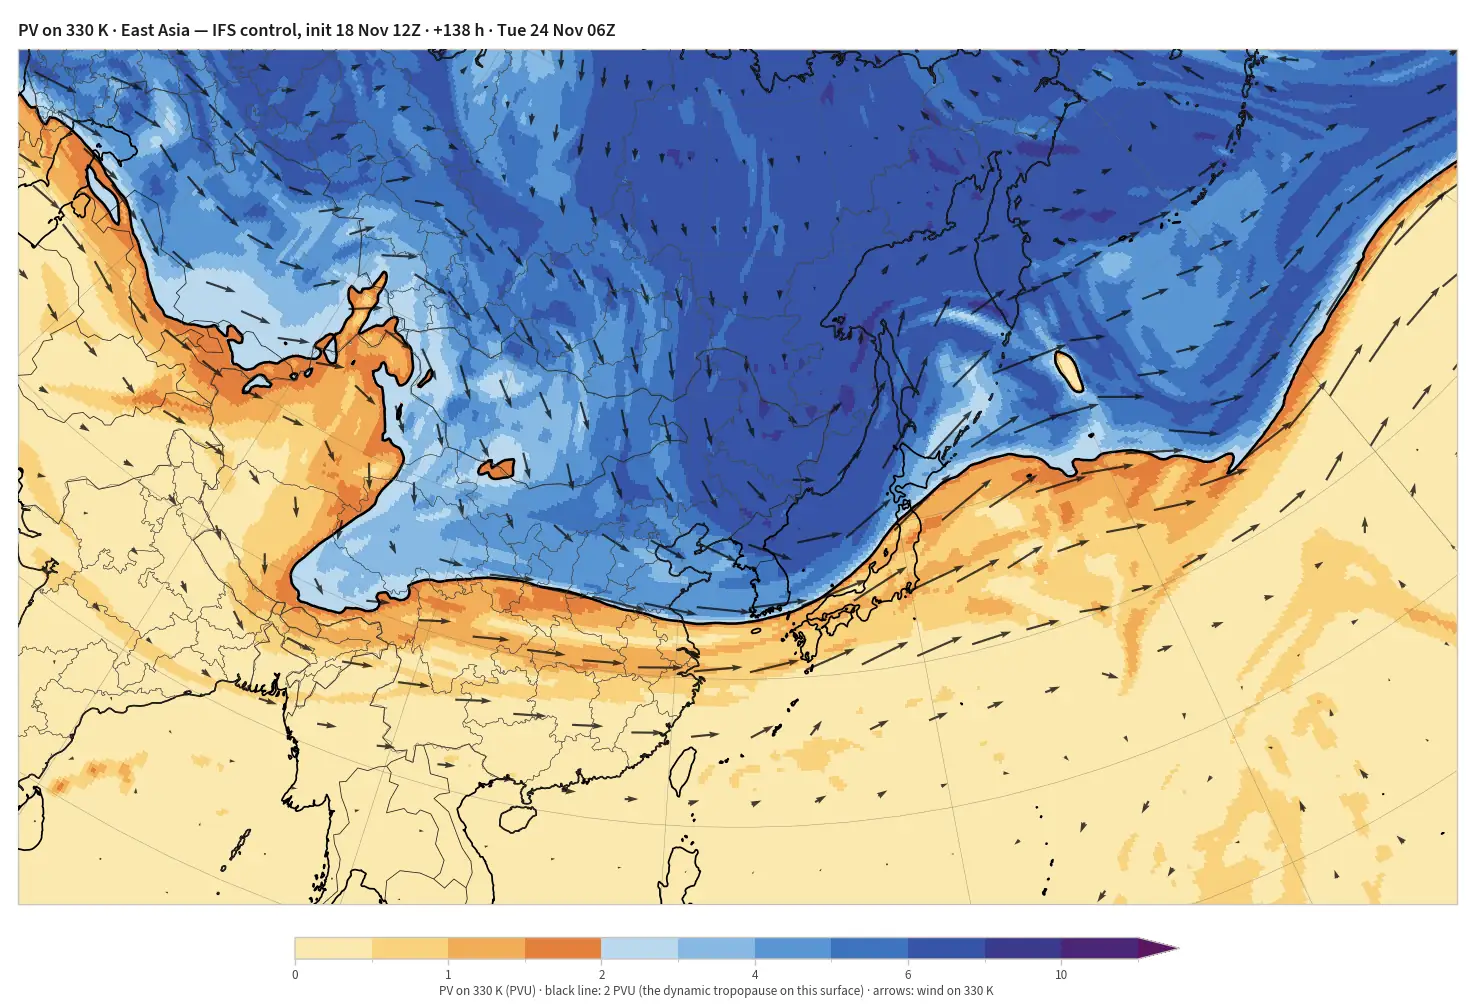 PV on 330 K · East Asia — IFS control, init 18 Nov 12Z · +138 h · Tue 24 Nov 06Z
0 1 2 4 6 10
PV on 330 K (PVU) · black line: 2 PVU (the dynamic tropopause on this surface) · arrows: wind on 330 K